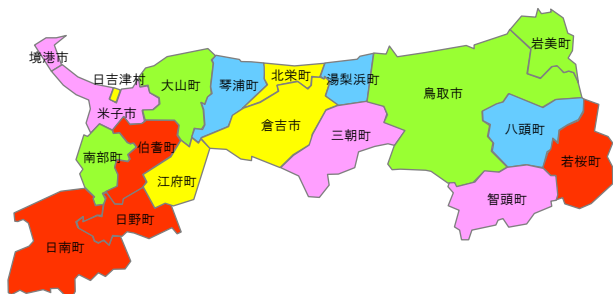 岩美町
境港市
日吉津村
大山町
琴浦町
北栄町
湯梨浜町
鳥取市
米子市
倉吉市
三朝町
八頭町
南部町
伯耆町
江府町
若桜町
智頭町
日野町
日南町